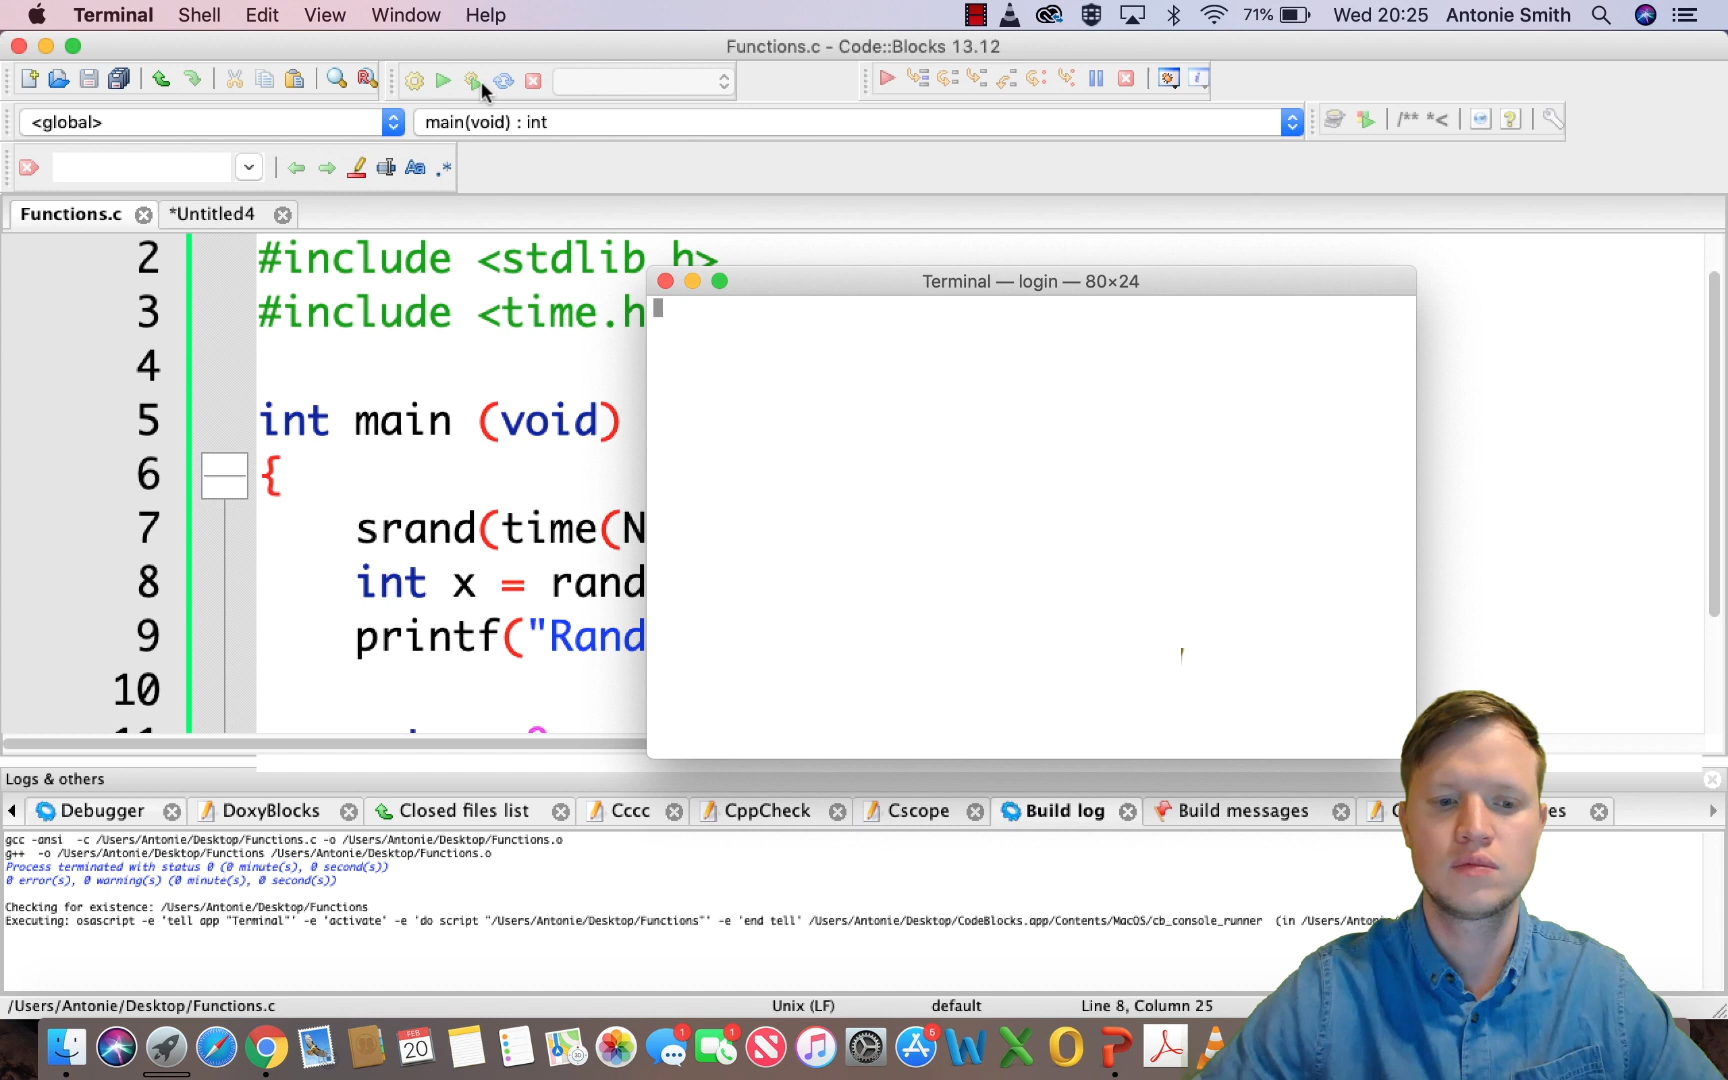 Terminal Shell Edit View Window Help 71% Wed 20:25 Antonie Smith
Functions.c - Code::Blocks 13.12
<global> main(void) : int /** *<
Aa .*
Functions.c *Untitled4
2 #include <stdlib.h>
3 #include <time.h
4
5 int main (void)
6 {
7 srand(time(N
8 int x = rand
9 printf("Rand
10
Terminal — login — 80×24
Logs & others
Debugger DoxyBlocks Closed files list Cccc CppCheck Cscope Build log Build messages es
gcc -ansi -c /Users/Antonie/Desktop/Functions.c -o /Users/Antonie/Desktop/Functions.o
g++ -o /Users/Antonie/Desktop/Functions /Users/Antonie/Desktop/Functions.o
Process terminated with status 0 (0 minute(s), 0 second(s))
0 error(s), 0 warning(s) (0 minute(s), 0 second(s))
Checking for existence: /Users/Antonie/Desktop/Functions
Executing: osascript -e 'tell app "Terminal"' -e 'activate' -e 'do script "/Users/Antonie/Desktop/Functions"' -e 'end tell' /Users/Antonie/Desktop/CodeBlocks.app/Contents/MacOS/cb_console_runner (in /Users/Anton
/Users/Antonie/Desktop/Functions.c Unix (LF) default Line 8, Column 25
FEB 20 1 1 5